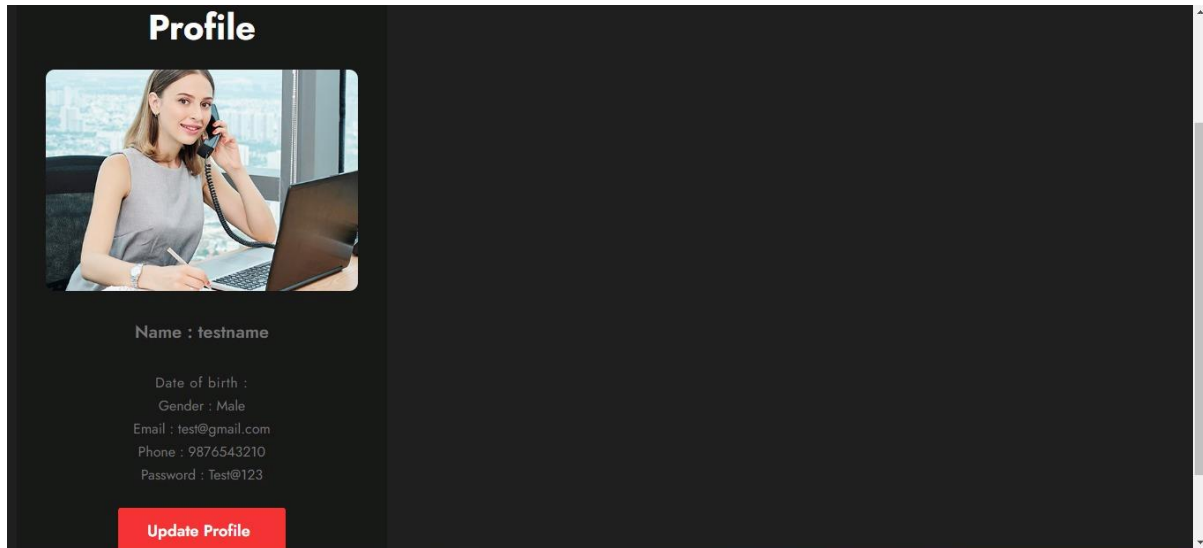 Profile
Name : testname
Date of birth :
Gender : Male
Email : test@gmail.com
Phone : 9876543210
Password : Test@123
Update Profile